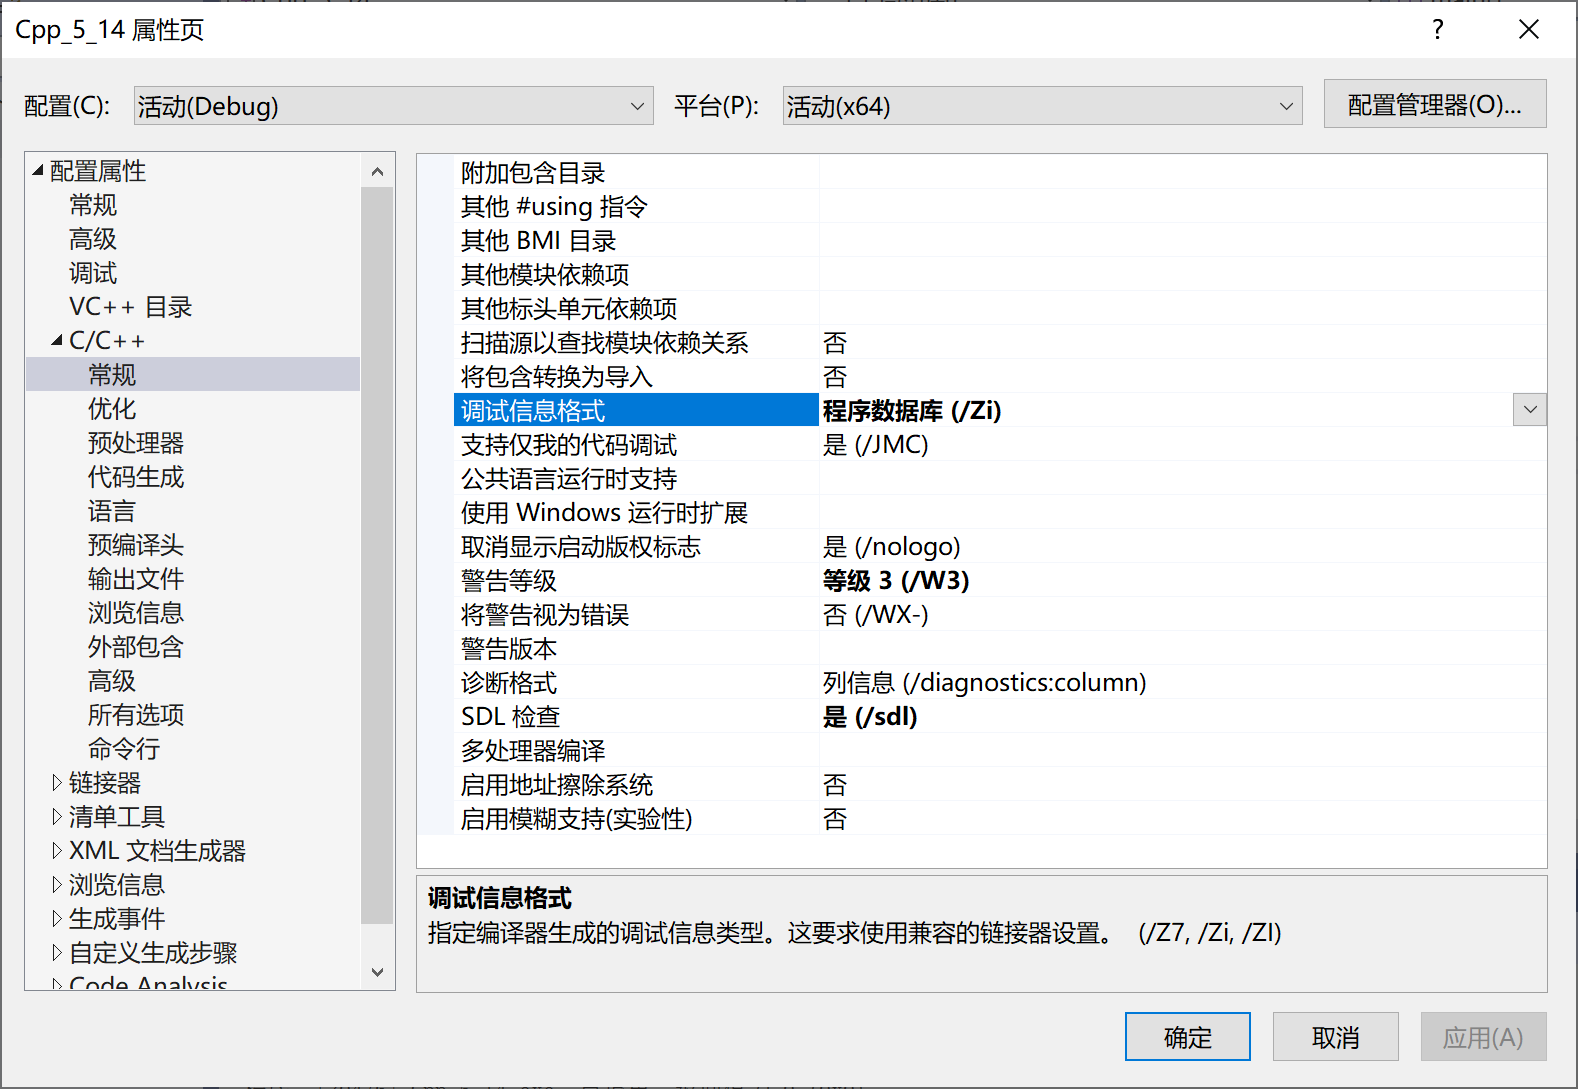 Cpp_5_14 属性页
?
配置(C):
活动(Debug)
平台(P):
活动(x64)
配置管理器(O)...
配置属性
常规
高级
调试
VC++ 目录
C/C++
常规
优化
预处理器
代码生成
语言
预编译头
输出文件
浏览信息
外部包含
高级
所有选项
命令行
链接器
清单工具
XML 文档生成器
浏览信息
生成事件
自定义生成步骤
Code Analysis
附加包含目录
其他 #using 指令
其他 BMI 目录
其他模块依赖项
其他标头单元依赖项
扫描源以查找模块依赖关系 否
将包含转换为导入 否
调试信息格式 程序数据库 (/Zi)
支持仅我的代码调试 是 (/JMC)
公共语言运行时支持
使用 Windows 运行时扩展
取消显示启动版权标志 是 (/nologo)
警告等级 等级 3 (/W3)
将警告视为错误 否 (/WX-)
警告版本
诊断格式 列信息 (/diagnostics:column)
SDL 检查 是 (/sdl)
多处理器编译
启用地址擦除系统 否
启用模糊支持(实验性) 否
调试信息格式
指定编译器生成的调试信息类型。这要求使用兼容的链接器设置。 (/Z7, /Zi, /ZI)
确定
取消
应用(A)